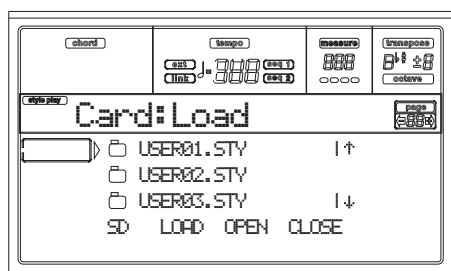 chord tempo measure transpose
ext seq 1
link seq 2
octave
style play page
Card:Load
USER01.STY
USER02.STY
USER03.STY
SD LOAD OPEN CLOSE